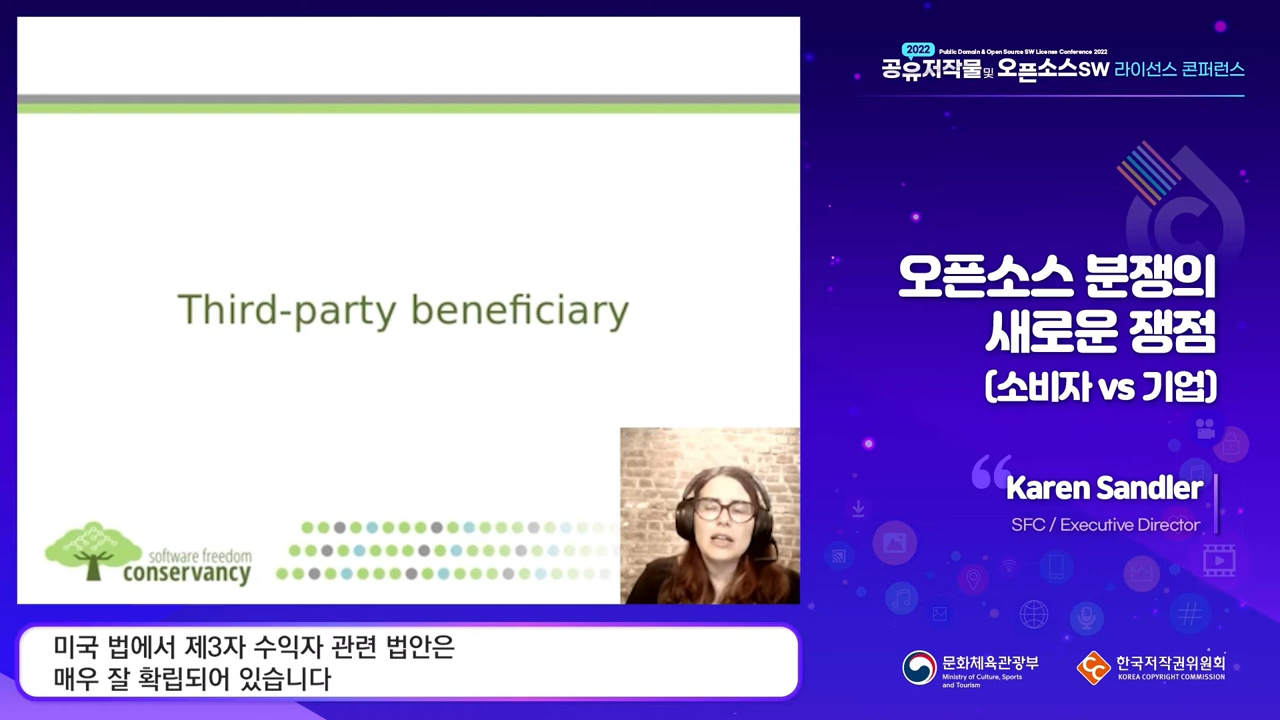 Third-party beneficiary
software freedom
conservancy
미국 법에서 제3자 수익자 관련 법안은
매우 잘 확립되어 있습니다
2022 Public Domain & Open Source SW License Conference 2022
공유저작물 및 오픈소스SW 라이선스 콘퍼런스
오픈소스 분쟁의
새로운 쟁점
(소비자 vs 기업)
“
Karen Sandler
SFC / Executive Director
문화체육관광부
Ministry of Culture, Sports
and Tourism
한국저작권위원회
KOREA COPYRIGHT COMMISSION